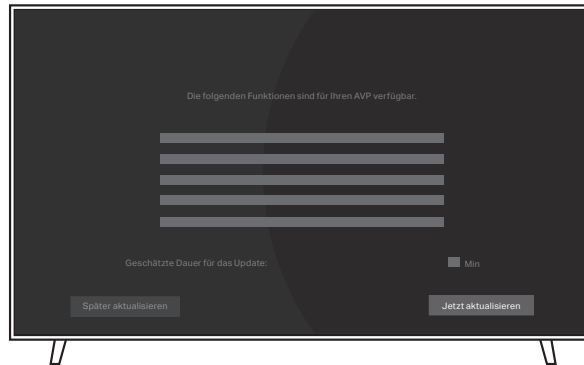 Die folgenden Funktionen sind für Ihren AVP verfügbar.
Geschätzte Dauer für das Update: Min
Später aktualisieren Jetzt aktualisieren